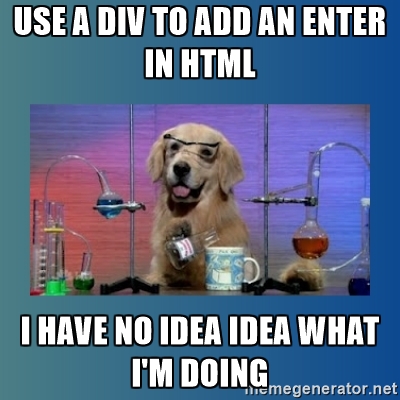 USE A DIV TO ADD AN ENTER
IN HTML
I HAVE NO IDEA IDEA WHAT
I'M DOING
memegenerator.net